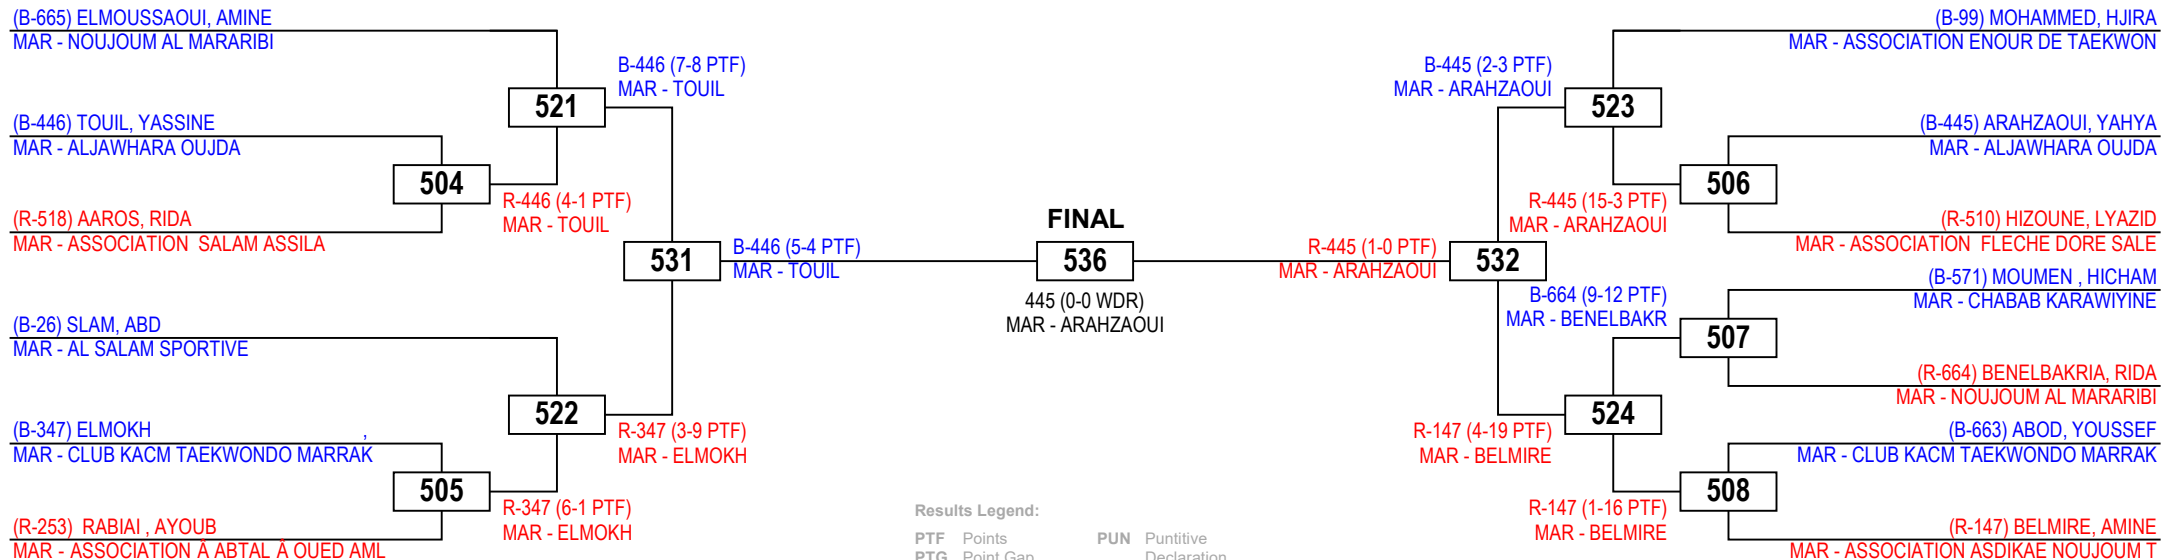 (B-665) ELMOUSSAOUI, AMINE
MAR - NOUJOUM AL MARARIBI
(B-446) TOUIL, YASSINE
MAR - ALJAWHARA OUJDA
(R-518) AAROS, RIDA
MAR - ASSOCIATION  SALAM ASSILA
(B-26) SLAM, ABD
MAR - AL SALAM SPORTIVE
(B-347) ELMOKH ,
MAR - CLUB KACM TAEKWONDO MARRAK
(R-253)  RABIAI , AYOUB
MAR - ASSOCIATION Â ABTAL Â OUED AML
504
505
521
522
R-446 (4-1 PTF)
MAR - TOUIL
R-347 (6-1 PTF)
MAR - ELMOKH
B-446 (7-8 PTF)
MAR - TOUIL
R-347 (3-9 PTF)
MAR - ELMOKH
531
B-446 (5-4 PTF)
MAR - TOUIL
FINAL
536
445 (0-0 WDR)
MAR - ARAHZAOUI
R-445 (1-0 PTF)
MAR - ARAHZAOUI
532
B-445 (2-3 PTF)
MAR - ARAHZAOUI
R-147 (4-19 PTF)
MAR - BELMIRE
523
524
R-445 (15-3 PTF)
MAR - ARAHZAOUI
B-664 (9-12 PTF)
MAR - BENELBAKR
R-147 (1-16 PTF)
MAR - BELMIRE
506
507
508
(B-99) MOHAMMED, HJIRA
MAR - ASSOCIATION ENOUR DE TAEKWON
(B-445) ARAHZAOUI, YAHYA
MAR - ALJAWHARA OUJDA
(R-510) HIZOUNE, LYAZID
MAR - ASSOCIATION  FLECHE DORE SALE
(B-571) MOUMEN , HICHAM
MAR - CHABAB KARAWIYINE
(R-664) BENELBAKRIA, RIDA
MAR - NOUJOUM AL MARARIBI
(B-663) ABOD, YOUSSEF
MAR - CLUB KACM TAEKWONDO MARRAK
(R-147) BELMIRE, AMINE
MAR - ASSOCIATION ASDIKAE NOUJOUM T
Results Legend:
PTF Points PUN Puntitive
PTG Point Gap Declaration